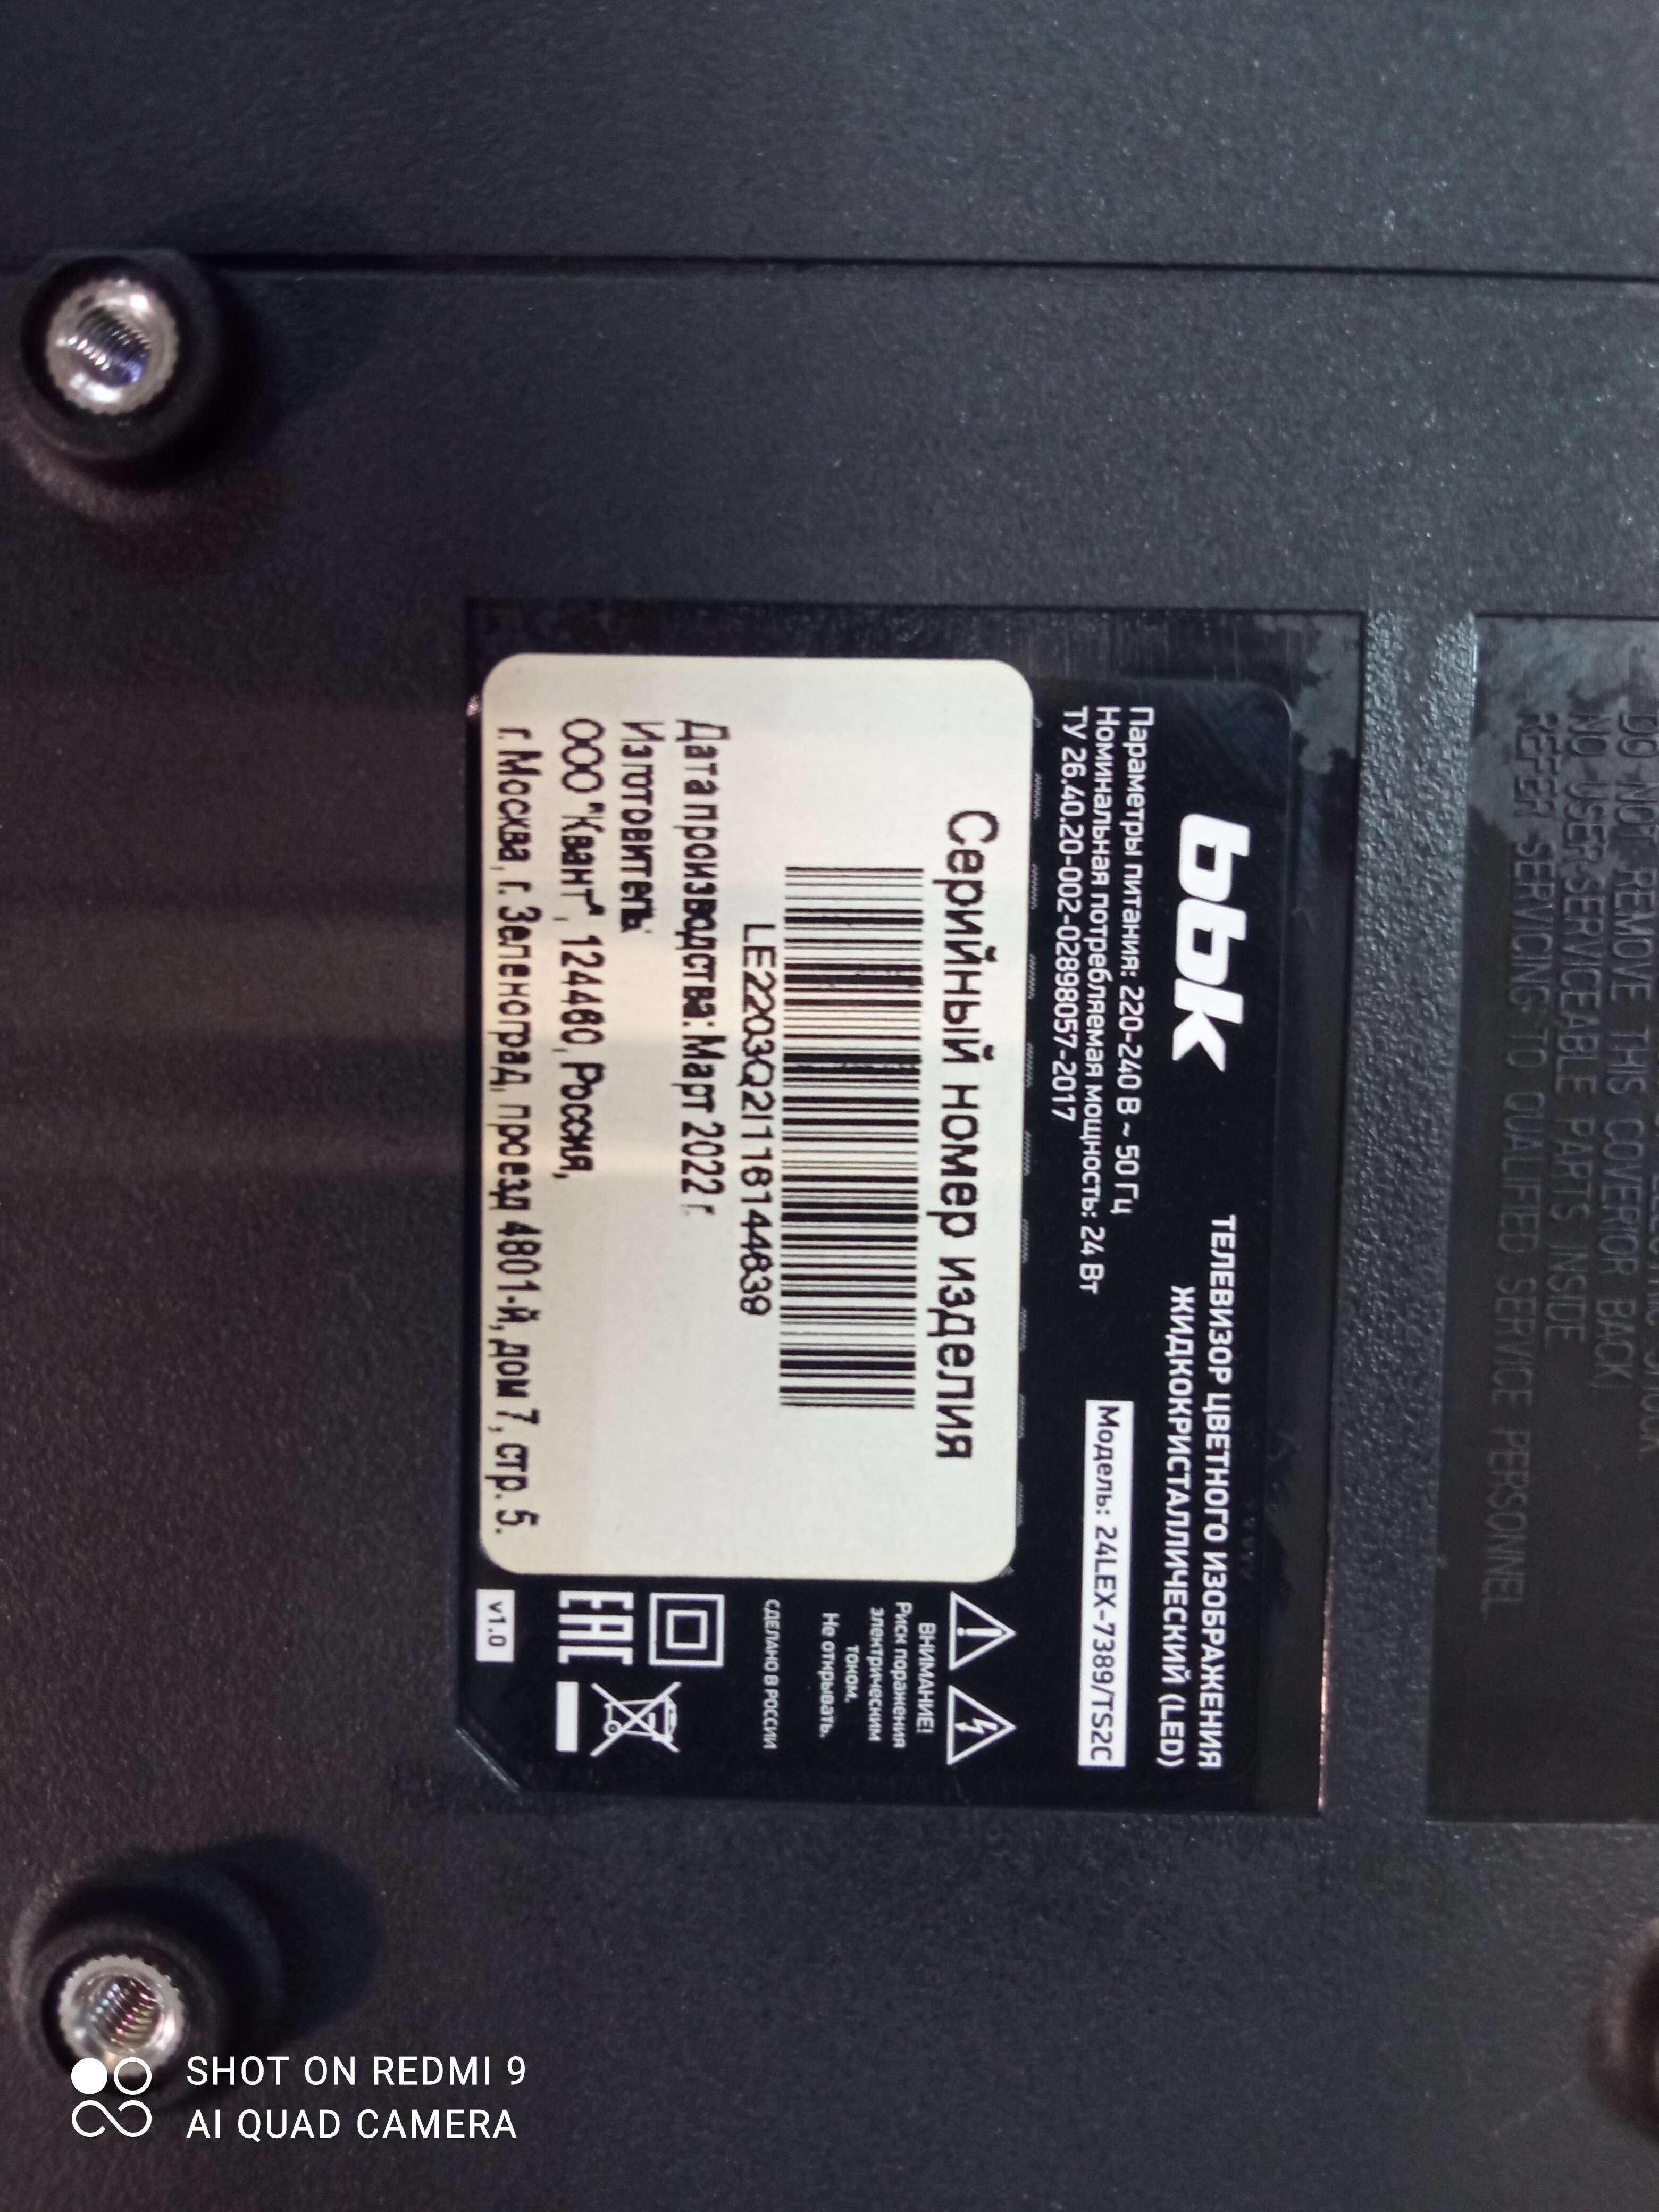 DO NOT REMOVE THIS COVER(OR BACK)
NO USER-SERVICEABLE PARTS INSIDE
REFER SERVICING TO QUALIFIED SERVICE PERSONNEL
bbk
ТЕЛЕВИЗОР ЦВЕТНОГО ИЗОБРАЖЕНИЯ
ЖИДКОКРИСТАЛЛИЧЕСКИЙ (LED)
Параметры питания: 220-240 В ~ 50 Гц
Номинальная потребляемая мощность: 24 Вт
ТУ 26.40.20-002-02898057-2017
Модель: 24LEX-7389/TS2C
Серийный номер изделия
LE2203Q2I116144639
Дата производства: Март 2022 г.
Изготовитель:
ООО "Квант", 124460, Россия,
г. Москва, г. Зеленоград, проезд 4801-й, дом 7, стр. 5.
ВНИМАНИЕ!
Риск поражения
электрическим
током.
Не открывать.
СДЕЛАНО В РОССИИ
EAC
v1.0
SHOT ON REDMI 9
AI QUAD CAMERA